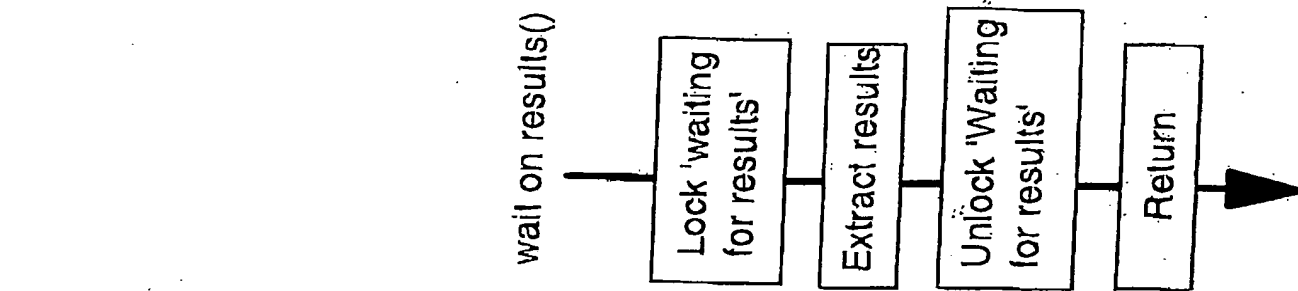 wait on results()
Lock 'waiting
for results'
Extract results
Unlock 'Waiting
for results'
Return